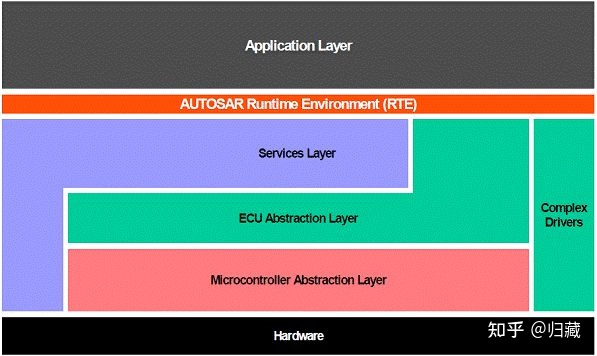 Application Layer
AUTOSAR Runtime Environment (RTE)
Services Layer
ECU Abstraction Layer
Complex
Drivers
Microcontroller Abstraction Layer
Hardware
知乎 @归藏